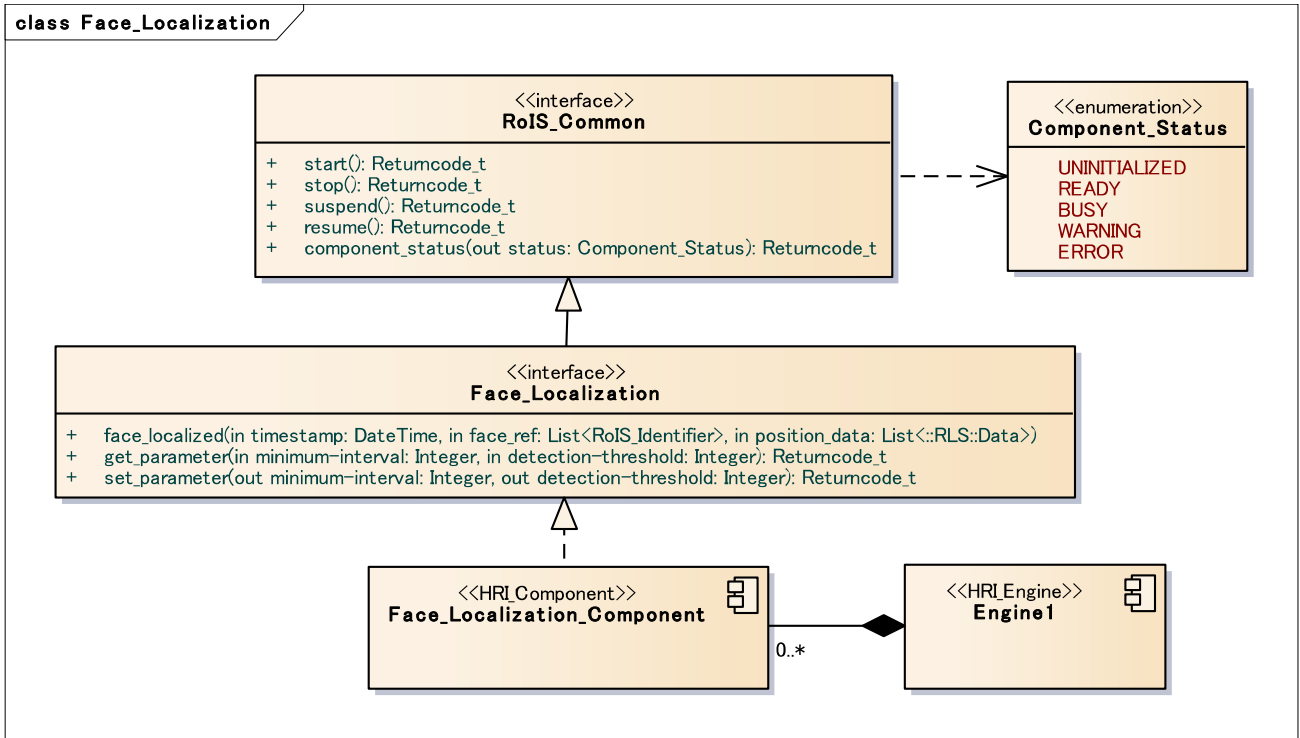 class Face_Localization
<<interface>>
RoIS_Common
+ start(): Returncode_t
+ stop(): Returncode_t
+ suspend(): Returncode_t
+ resume(): Returncode_t
+ component_status(out status: Component_Status): Returncode_t
<<enumeration>>
Component_Status
UNINITIALIZED
READY
BUSY
WARNING
ERROR
<<interface>>
Face_Localization
+ face_localized(in timestamp: DateTime, in face_ref: List<RoIS_Identifier>, in position_data: List<::RLS::Data>)
+ get_parameter(in minimum-interval: Integer, in detection-threshold: Integer): Returncode_t
+ set_parameter(out minimum-interval: Integer, out detection-threshold: Integer): Returncode_t
<<HRI_Component>>
Face_Localization_Component
0..*
<<HRI_Engine>>
Engine1